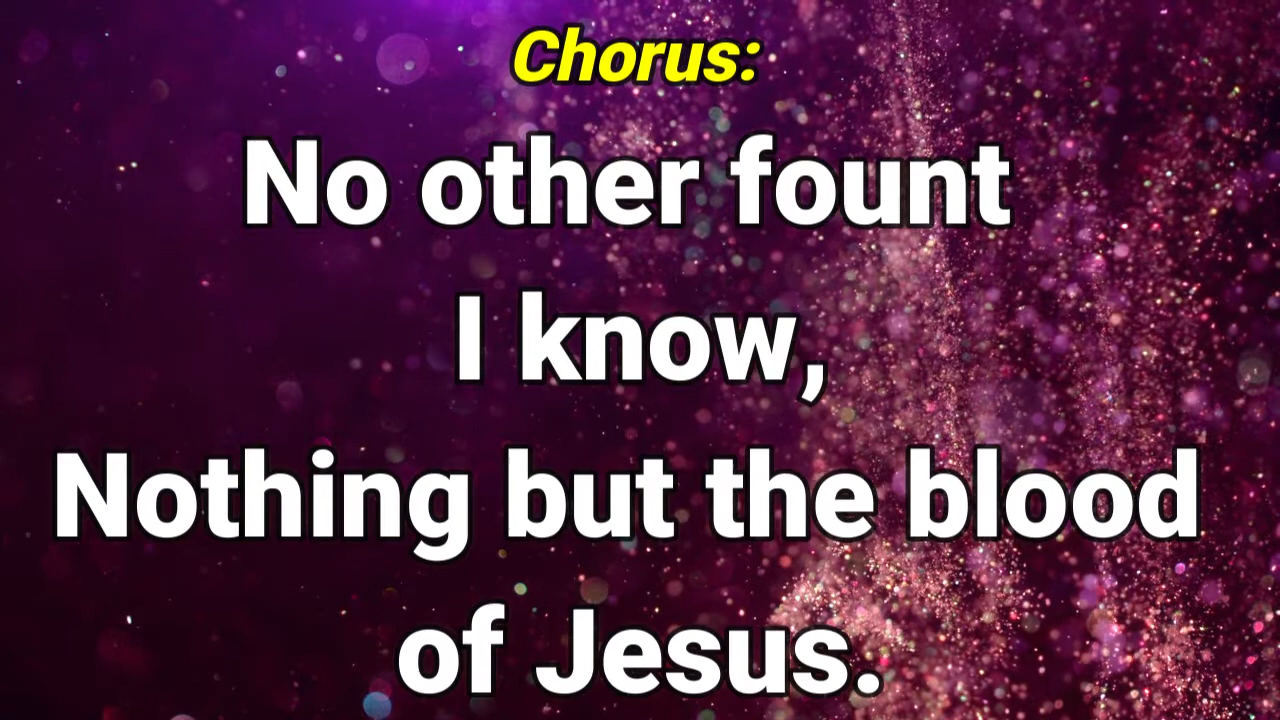 Chorus:
No other fount
I know,
Nothing but the blood
of Jesus.